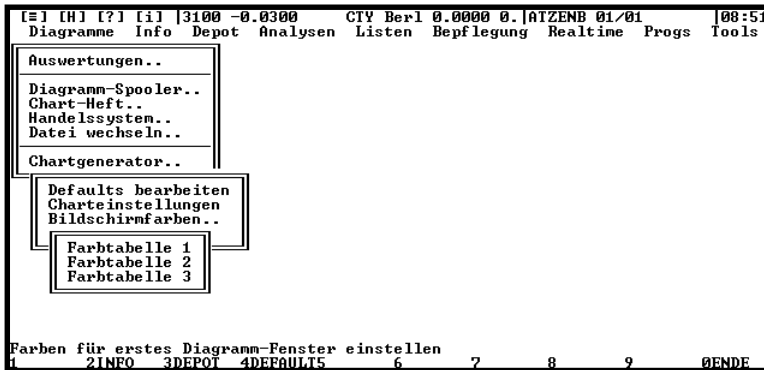 [≡] [H] [?] [i] |3100 -0.0300 CTY Berl 0.0000 0.|ATZENB 01/01 |08:51
Diagramme Info Depot Analysen Listen Bepflegung Realtime Progs Tools
Auswertungen..
Diagramm-Spooler..
Chart-Heft..
Handelssystem..
Datei wechseln..
Chartgenerator..
Defaults bearbeiten
Charteinstellungen
Bildschirmfarben..
Farbtabelle 1
Farbtabelle 2
Farbtabelle 3
Farben für erstes Diagramm-Fenster einstellen
1 2INFO 3DEPOT 4DEFAULT5 6 7 8 9 0ENDE